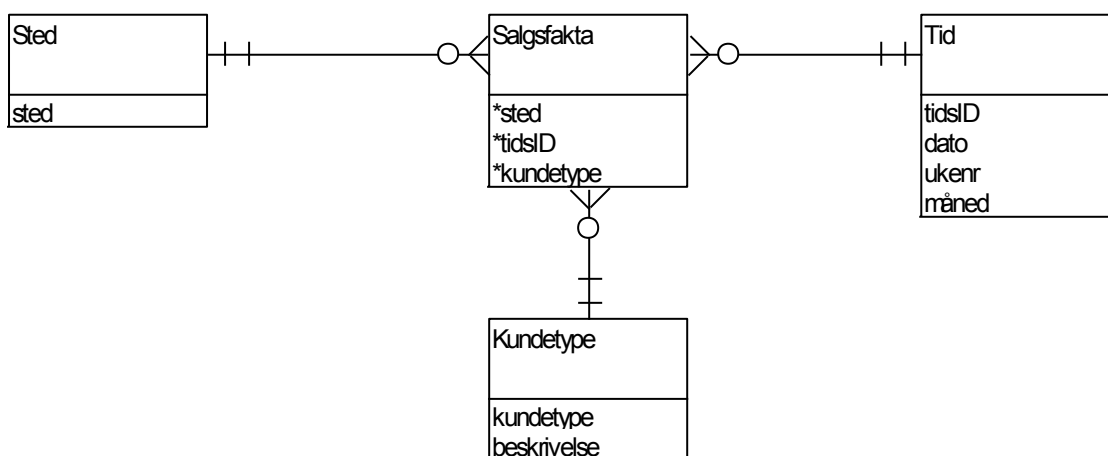 Sted
sted
Salgsfakta
*sted
*tidsID
*kundetype
Tid
tidsID
dato
ukenr
måned
Kundetype
kundetype
beskrivelse